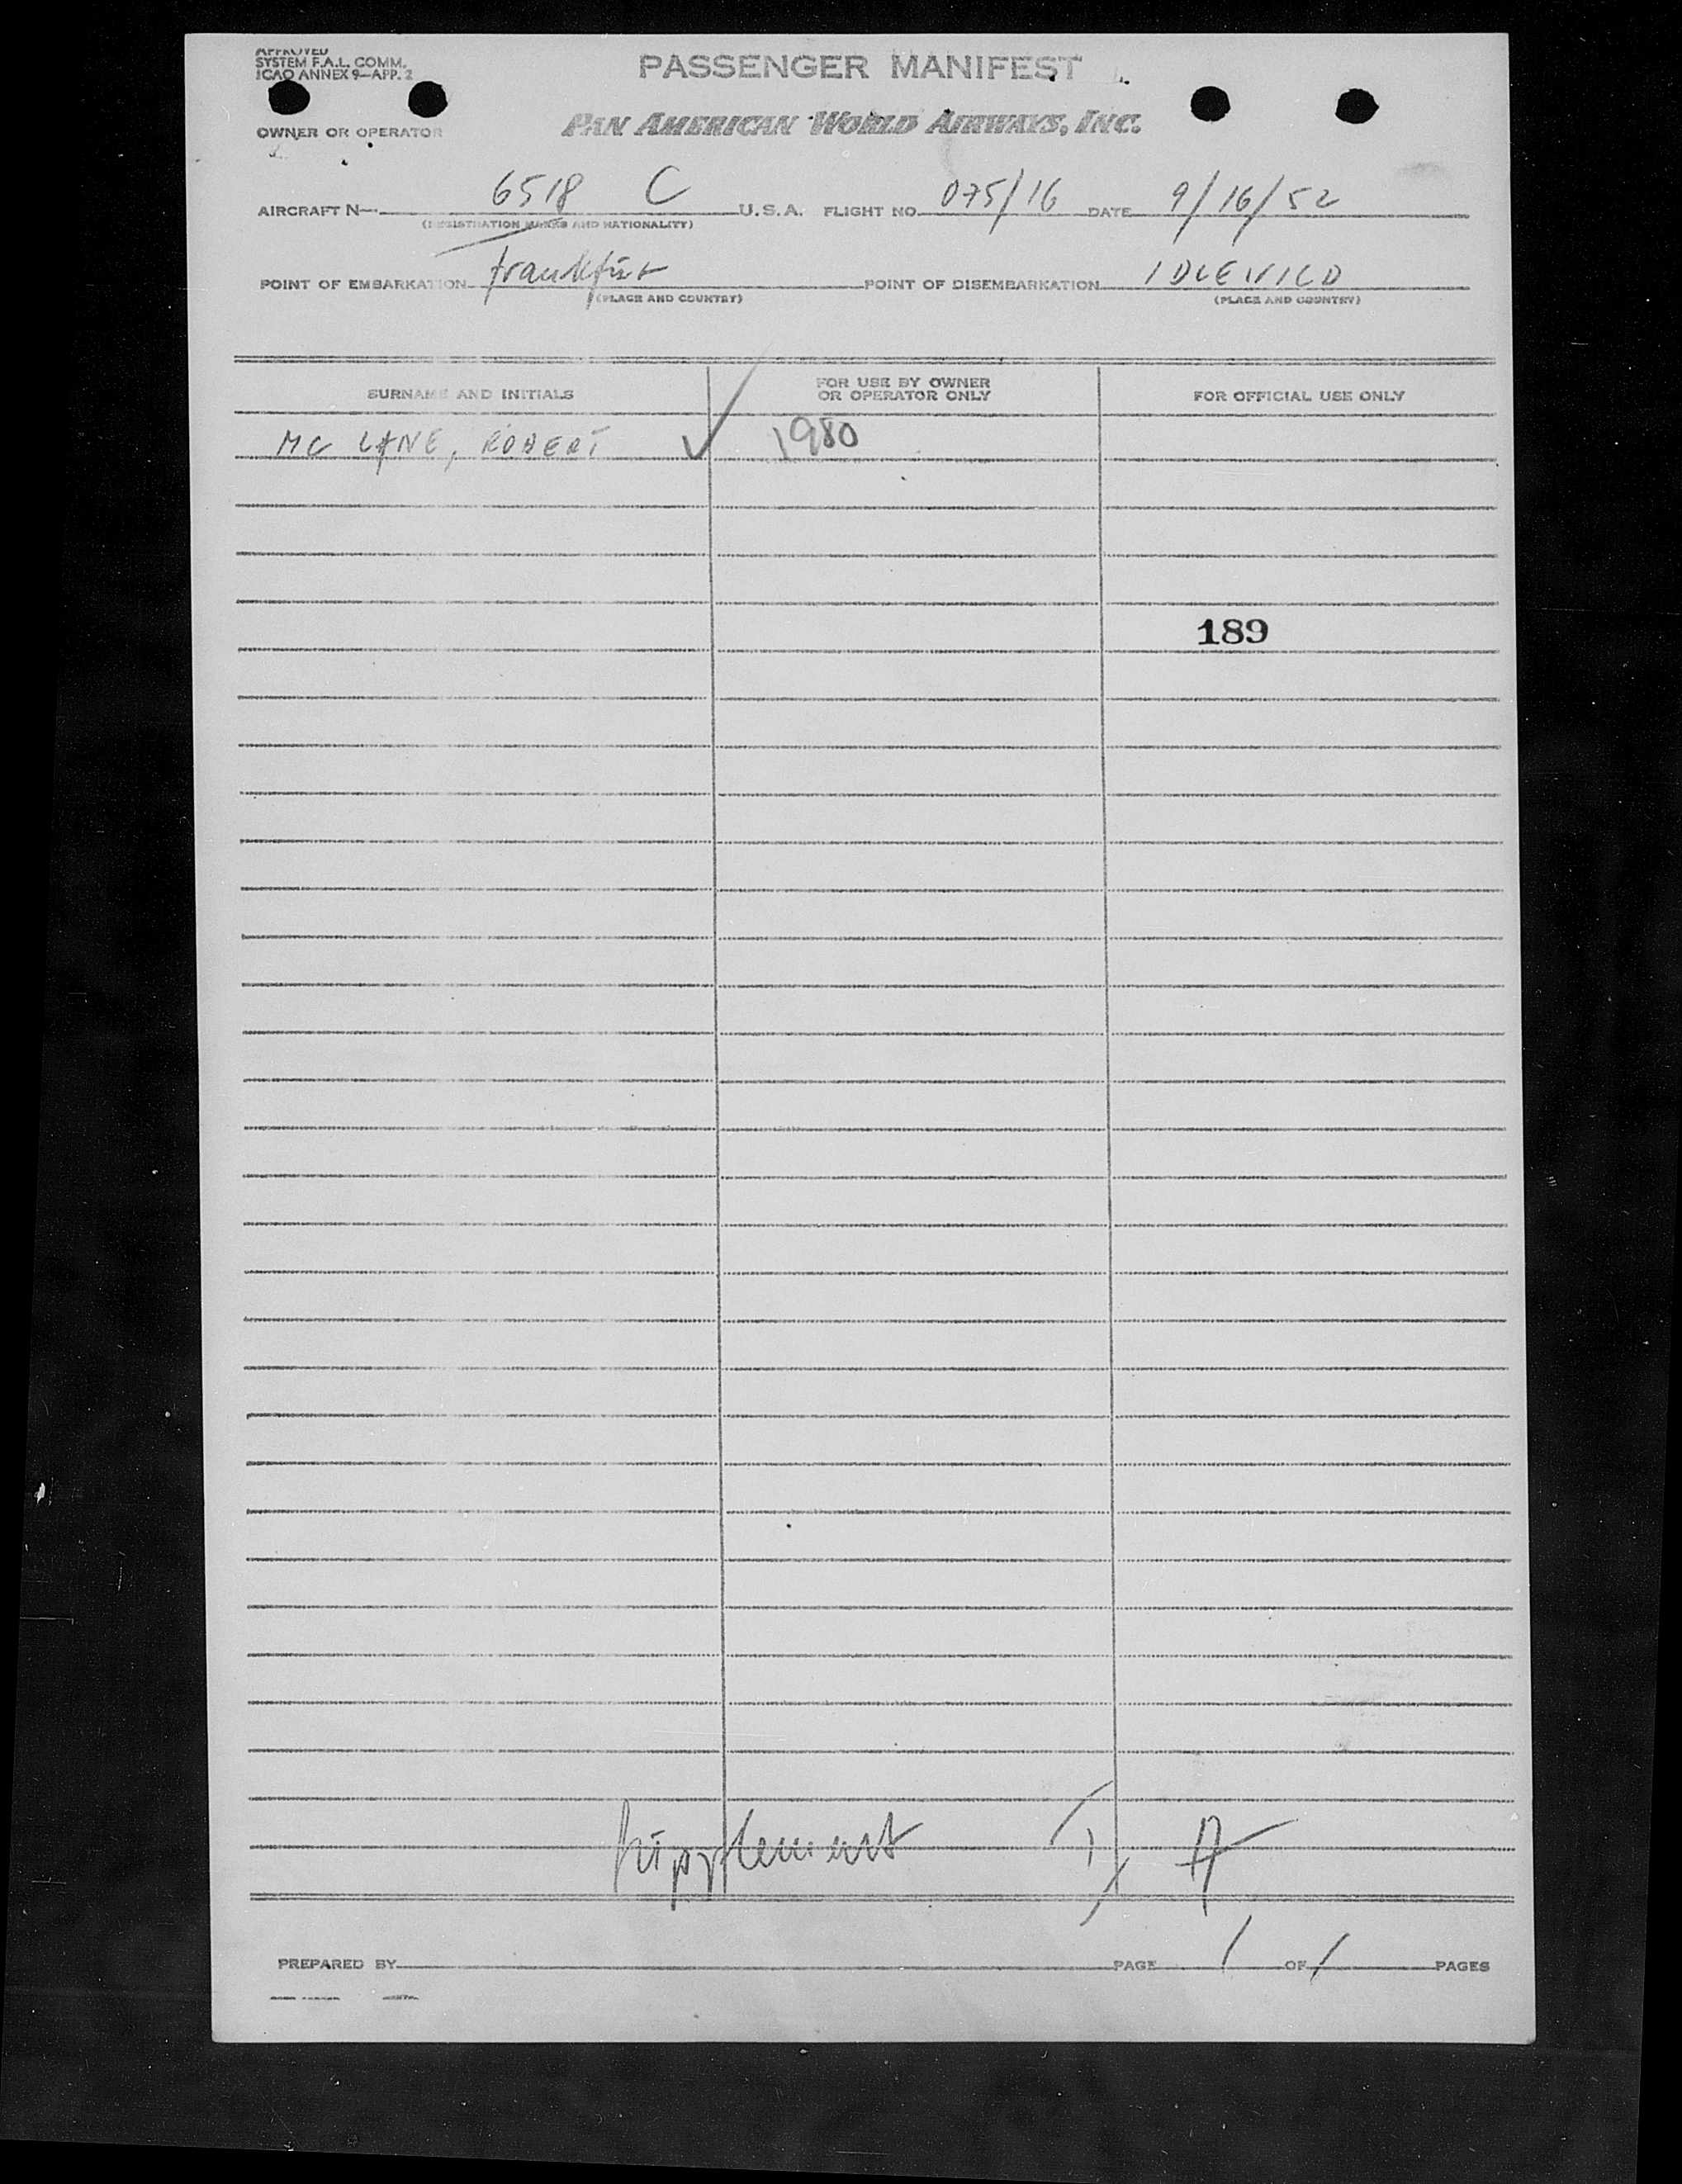 APPROVED
SYSTEM F.A.L. COMM.
ICAO ANNEX 9—APP. 2
PASSENGER MANIFEST
OWNER OR OPERATOR
PAN AMERICAN WORLD AIRWAYS, INC.
AIRCRAFT N— 6518 C U.S.A. FLIGHT NO. 075/16 DATE 9/16/52
(REGISTRATION MARKS AND NATIONALITY)
POINT OF EMBARKATION Frankfurt POINT OF DISEMBARKATION IDLEWILD
(PLACE AND COUNTRY) (PLACE AND COUNTRY)
SURNAME AND INITIALS FOR USE BY OWNER OR OPERATOR ONLY FOR OFFICIAL USE ONLY
MC LANE, ROBERT ✓ 1980
189
Supplement
PREPARED BY PAGE 1 OF 1 PAGES